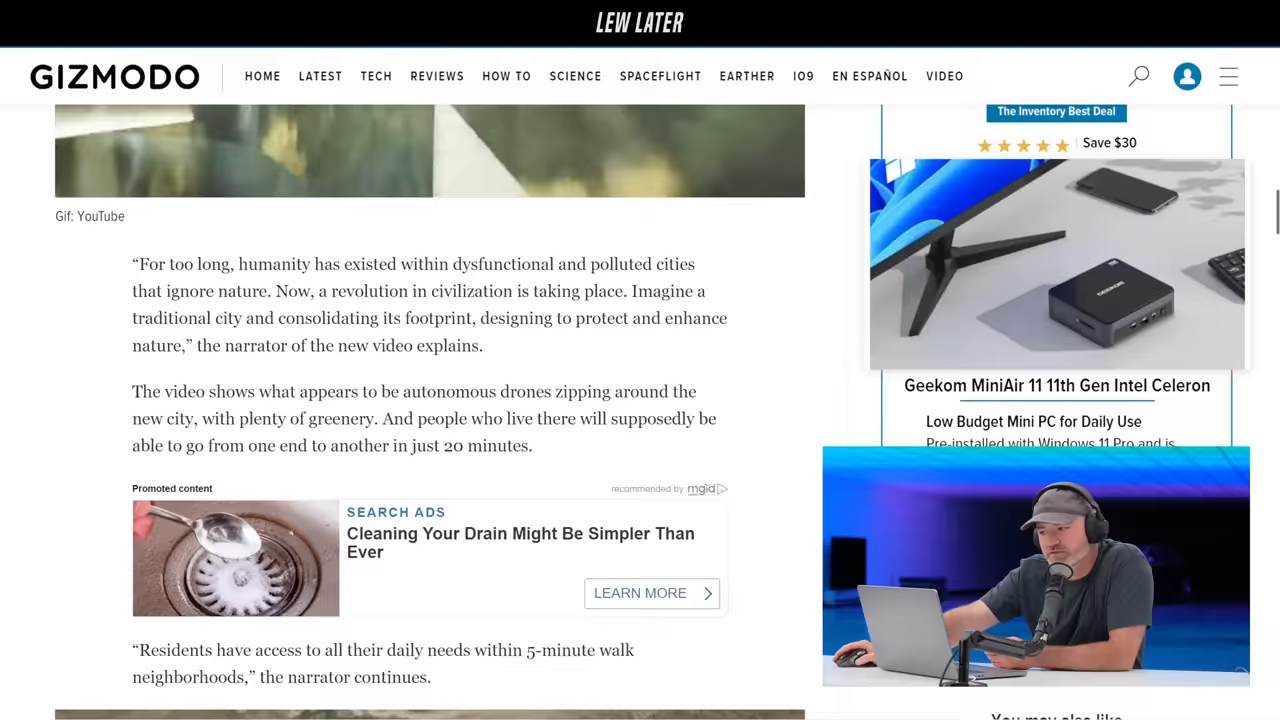 LEW LATER
GIZMODO
HOME LATEST TECH REVIEWS HOW TO SCIENCE SPACEFLIGHT EARTHER IO9 EN ESPAÑOL VIDEO
Gif: YouTube
“For too long, humanity has existed within dysfunctional and polluted cities
that ignore nature. Now, a revolution in civilization is taking place. Imagine a
traditional city and consolidating its footprint, designing to protect and enhance
nature,” the narrator of the new video explains.
The video shows what appears to be autonomous drones zipping around the
new city, with plenty of greenery. And people who live there will supposedly be
able to go from one end to another in just 20 minutes.
Promoted content
recommended by mgid
SEARCH ADS
Cleaning Your Drain Might Be Simpler Than
Ever
LEARN MORE
“Residents have access to all their daily needs within 5-minute walk
neighborhoods,” the narrator continues.
The Inventory Best Deal
Save $30
GEEKOM
Geekom MiniAir 11 11th Gen Intel Celeron
Low Budget Mini PC for Daily Use
Pre-installed with Windows 11 Pro and is
You may also like